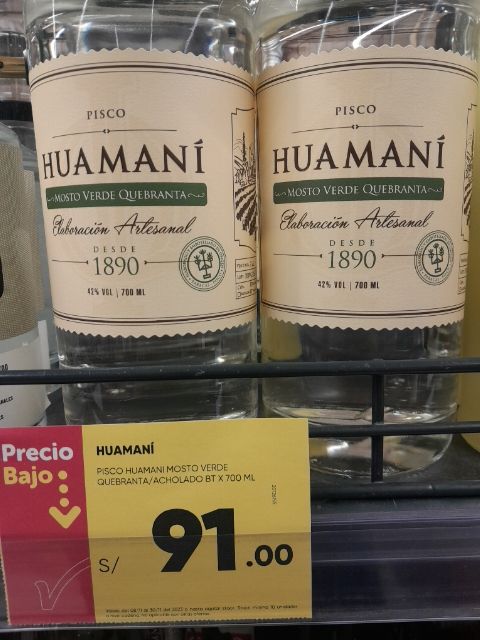 PISCO
HUAMANÍ
MOSTO VERDE QUEBRANTA
Elaboración Artesanal
DESDE
1890
42% VOL | 700 ML
PISCO
HUAMANÍ
MOSTO VERDE QUEBRANTA
Elaboración Artesanal
DESDE
1890
42% VOL | 700 ML
Precio
Bajo
HUAMANÍ
PISCO HUAMANI MOSTO VERDE
QUEBRANTA/ACHOLADO BT X 700 ML
S/ 91.00